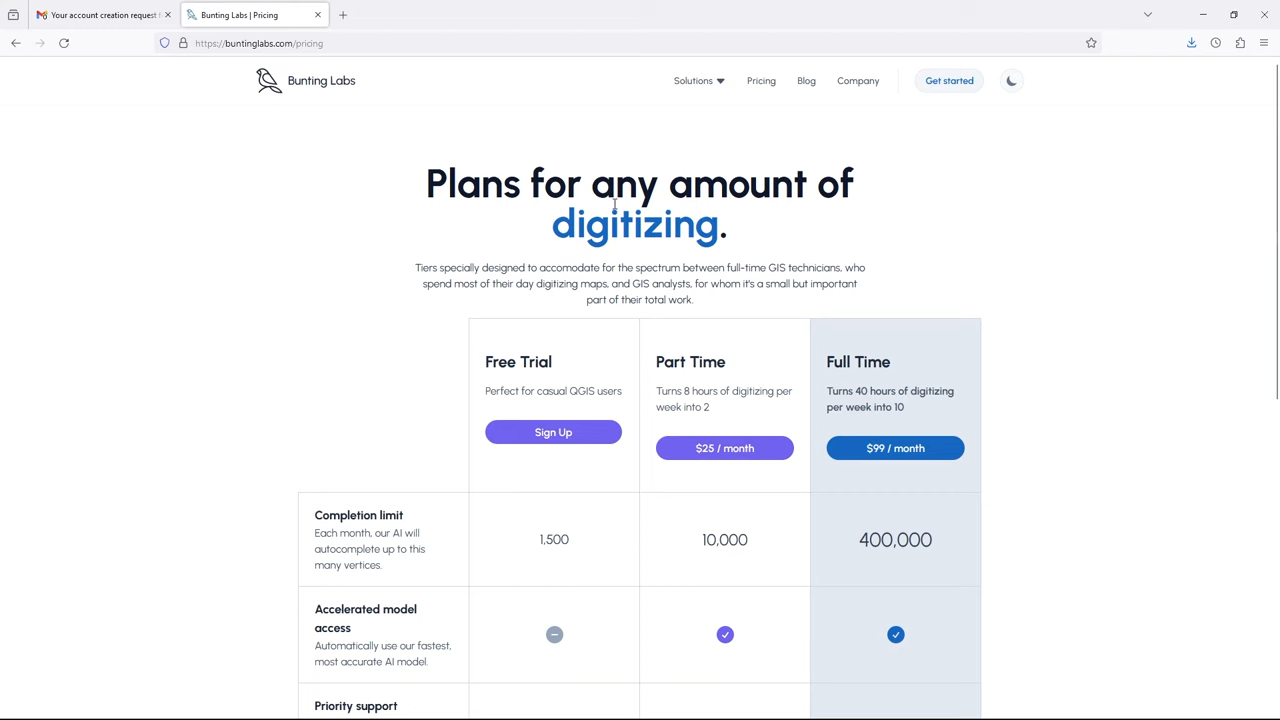 Your account creation request f
Bunting Labs | Pricing
https://buntinglabs.com/pricing
Bunting Labs
Solutions
Pricing
Blog
Company
Get started
Plans for any amount of
digitizing.
Tiers specially designed to accomodate for the spectrum between full-time GIS technicians, who
spend most of their day digitizing maps, and GIS analysts, for whom it's a small but important
part of their total work.
Free Trial
Perfect for casual QGIS users
Sign Up
Part Time
Turns 8 hours of digitizing per
week into 2
$25 / month
Full Time
Turns 40 hours of digitizing
per week into 10
$99 / month
Completion limit
Each month, our AI will
autocomplete up to this
many vertices.
1,500
10,000
400,000
Accelerated model
access
Automatically use our fastest,
most accurate AI model.
Priority support